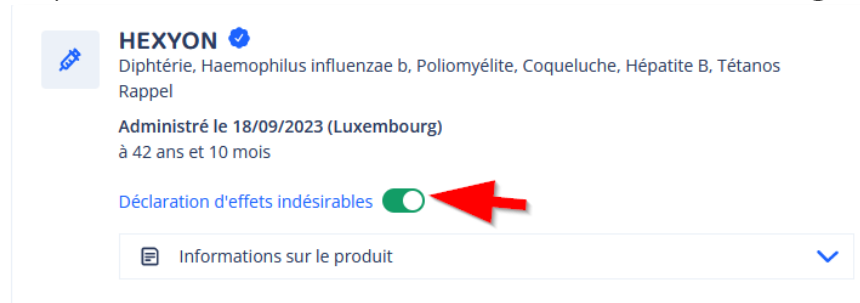 HEXYON
Diphtérie, Haemophilus influenzae b, Poliomyélite, Coqueluche, Hépatite B, Tétanos
Rappel
Administré le 18/09/2023 (Luxembourg)
à 42 ans et 10 mois
Déclaration d'effets indésirables
Informations sur le produit